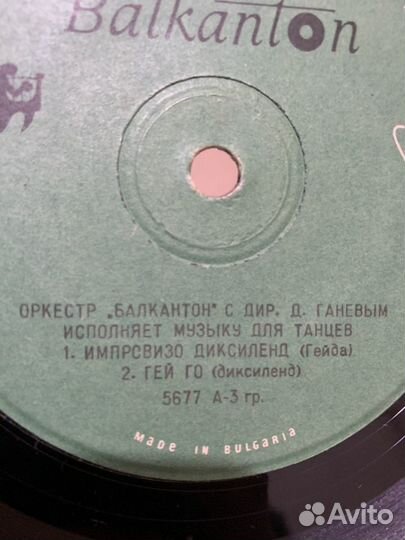 Balkanton
ОРКЕСТР „БАЛКАНТОН" С ДИР. Д. ГАНЕВЫМ
ИСПОЛНЯЕТ МУЗЫКУ ДЛЯ ТАНЦЕВ
1. ИМПРСВИЗО ДИКСИЛЕНД (Гейда)
2. ГЕЙ ГО (диксиленд)
5677 А-3 гр.
MaDe IN BULGaRIa
Avito